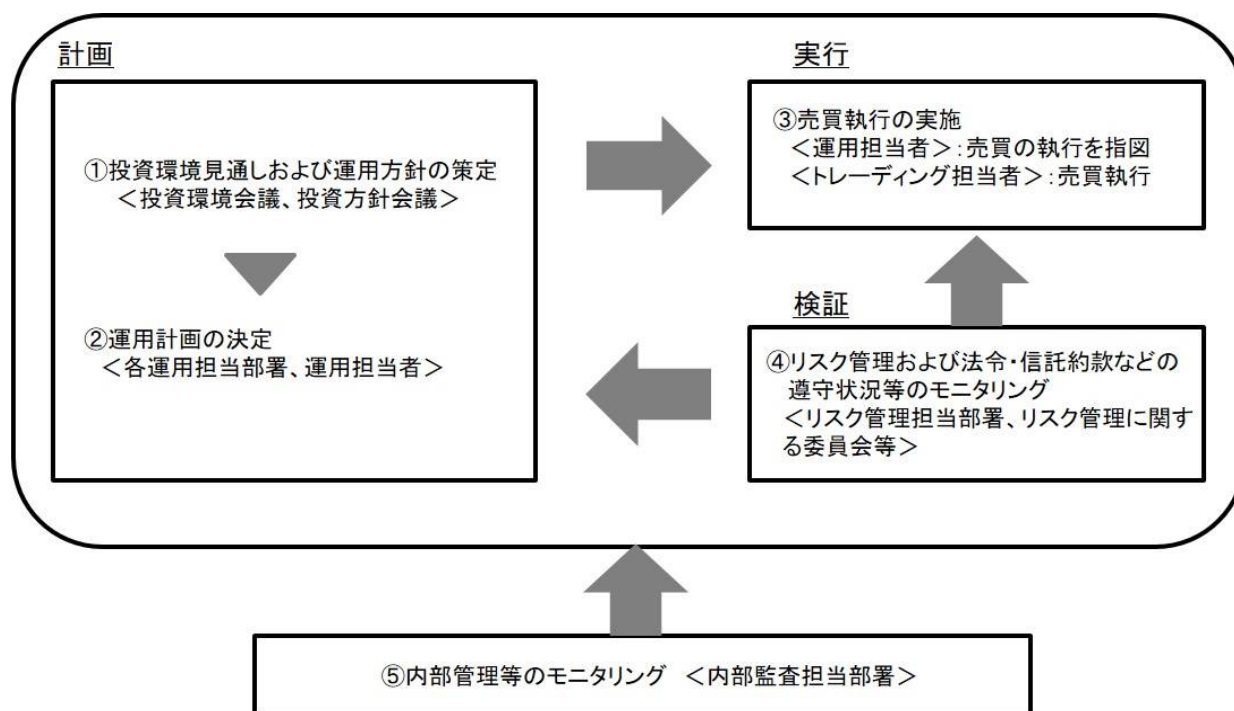 計画
①投資環境見通しおよび運用方針の策定
＜投資環境会議、投資方針会議＞
②運用計画の決定
＜各運用担当部署、運用担当者＞
実行
③売買執行の実施
＜運用担当者＞：売買の執行を指図
＜トレーディング担当者＞：売買執行
検証
④リスク管理および法令・信託約款などの
遵守状況等のモニタリング
＜リスク管理担当部署、リスク管理に関す
る委員会等＞
⑤内部管理等のモニタリング ＜内部監査担当部署＞